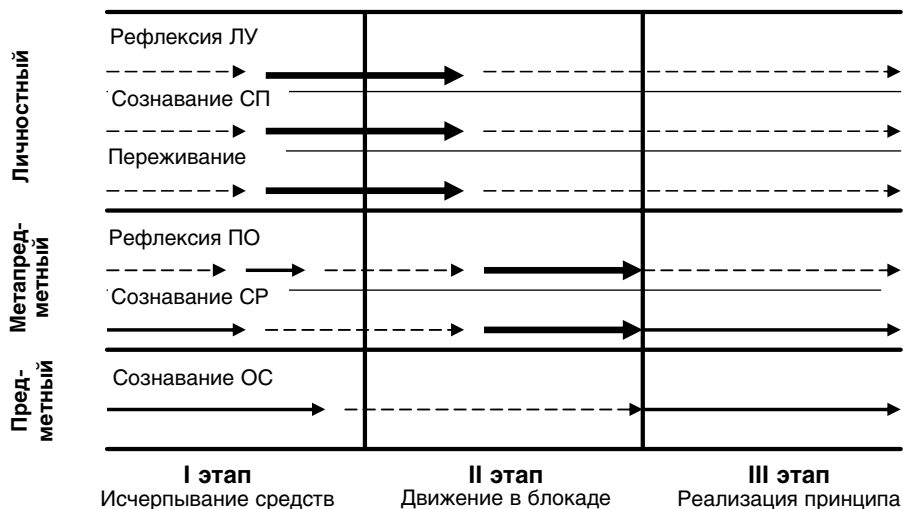 Личностный
Рефлексия ЛУ
Сознавание СП
Переживание
Метапред-
метный
Рефлексия ПО
Сознавание СР
Пред-
метный
Сознавание ОС
I этап
Исчерпывание средств
II этап
Движение в блокаде
III этап
Реализация принципа